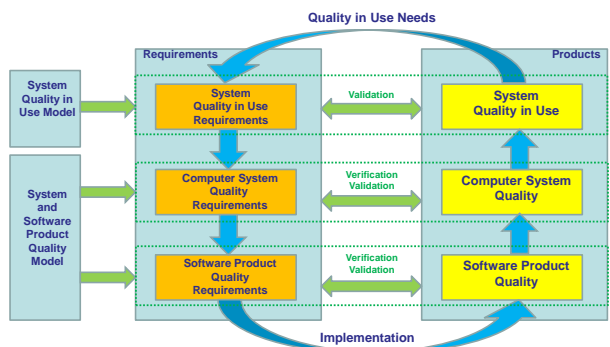 Quality in Use Needs
Requirements
Products
System
Quality in
Use Model
System
Quality in Use
Requirements
Validation
System
Quality in Use
System
and
Software
Product
Quality
Model
Computer System
Quality
Requirements
Verification
Validation
Computer System
Quality
Software Product
Quality
Requirements
Verification
Validation
Software Product
Quality
Implementation